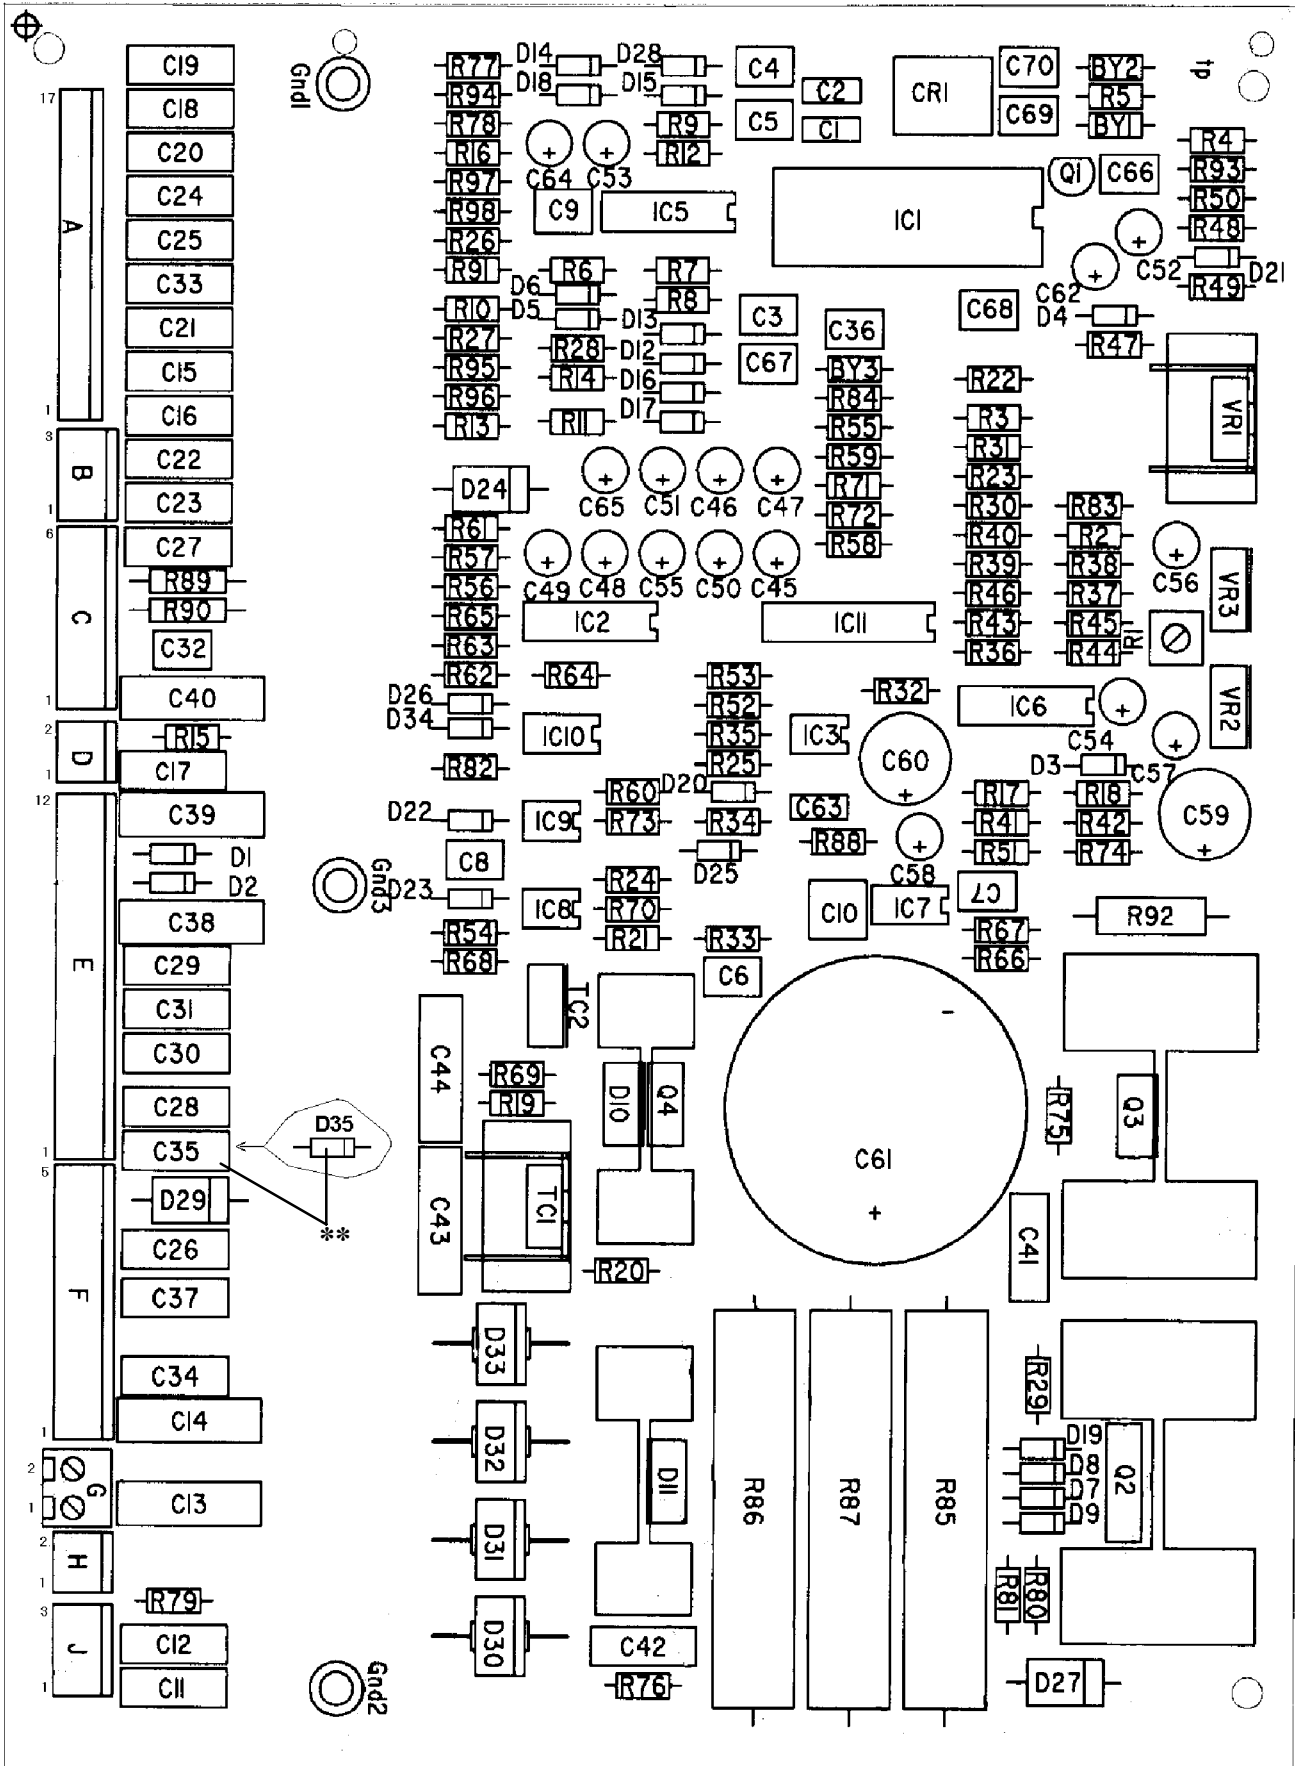 C19
C18
C20
C24
C25
C33
C21
C15
C16
C22
C23
C27
R89
R90
C32
C40
R15
C17
C39
D1
D2
C38
C29
C31
C30
C28
C35
D35
**
D29
C26
C37
C34
C14
C13
R79
C12
C11
17
A
1
3
B
1
6
C
1
2
D
1
12
E
1
5
F
1
2
G
1
2
H
1
3
J
1
Gnd1
Gnd3
Gnd2
R77
R94
R78
R16
R97
R98
R26
R91
R10
R27
R95
R96
R13
D24
R61
R57
R56
R65
R63
R62
D26
D34
R82
D22
C8
D23
R54
R68
C44
C43
R69
R19
TC1
TC2
D33
D32
D31
D30
D14
D18
D28
D15
R9
R12
C64
C53
C9
IC5
R6
D6
D5
R28
R14
R11
R7
R8
D13
D12
D16
D17
C65
C51
C46
C47
C49
C48
C55
C50
C45
IC2
IC11
R64
IC10
IC9
IC8
R53
R52
R35
R25
D20
R60
R73
R34
D25
R24
R70
R21
R33
C6
D10
Q4
R20
D11
C42
R76
C4
C5
C2
C1
CR1
C70
C69
BY2
R5
BY1
tp
R4
R93
R50
R48
D21
R49
Q1
C66
IC1
C52
C62
D4
R47
C68
C3
C67
C36
BY3
R84
R55
R59
R71
R72
R58
R22
R3
R31
R23
R30
R40
R39
R46
R43
R36
VR1
R83
R2
R38
R37
R45
R44
C56
VR3
R1
VR2
R32
IC6
IC3
C60
C54
C57
D3
C59
C63
R88
C58
R17
R41
R51
R18
R42
R74
C10
IC7
C7
R67
R66
R92
-
C61
+
R75
Q3
C41
R86
R87
R85
R29
D19
D8
D7
D9
Q2
R81
R80
D27